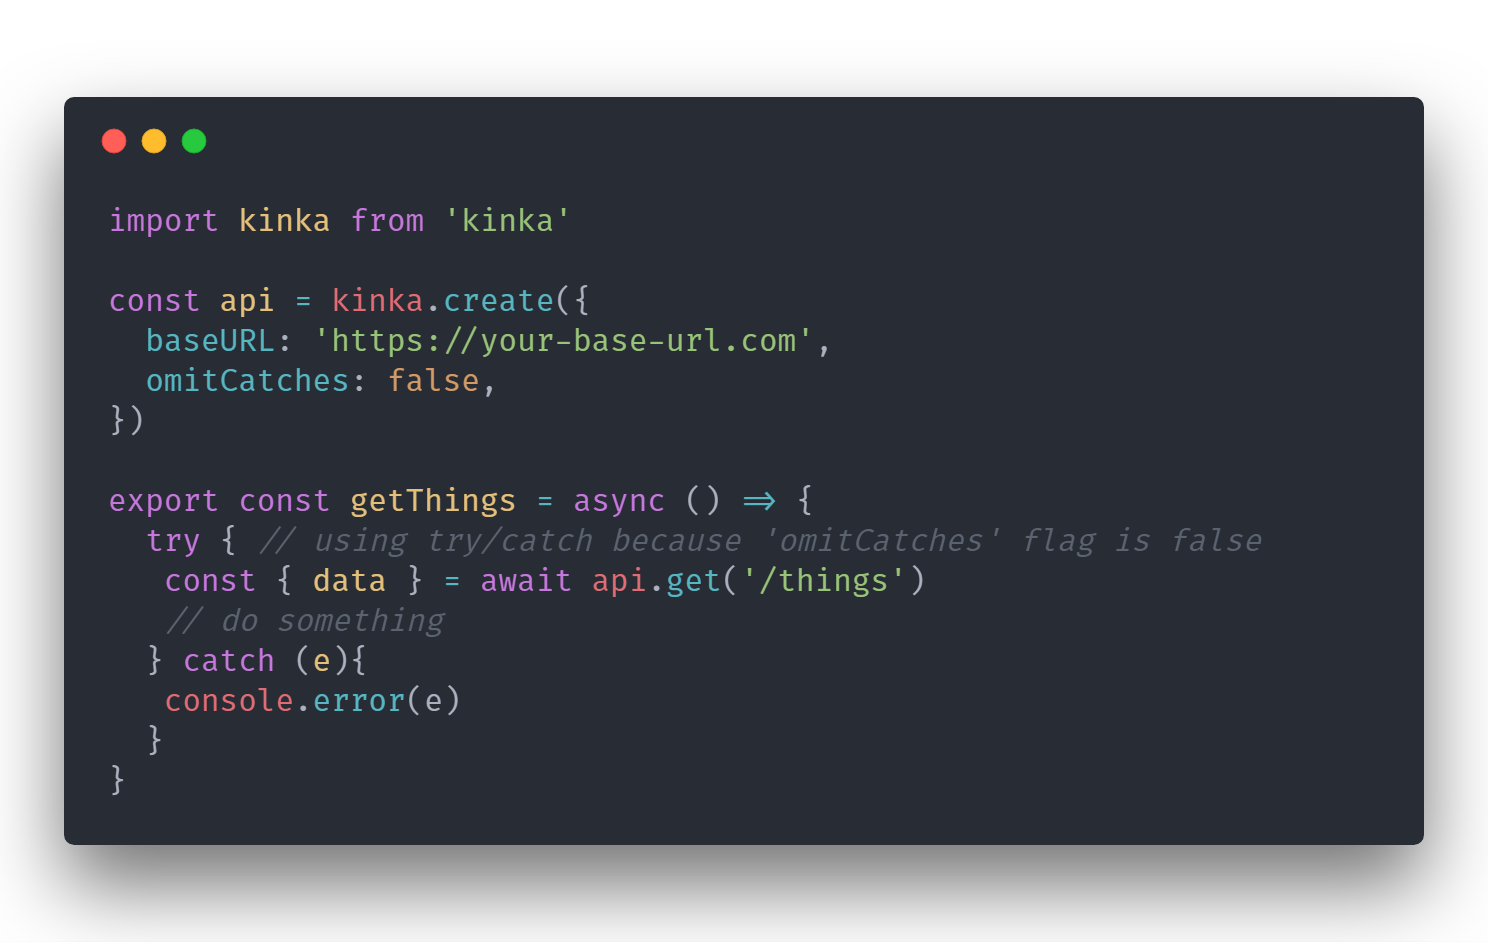 import kinka from 'kinka'

const api = kinka.create({
  baseURL: 'https://your-base-url.com',
  omitCatches: false,
})

export const getThings = async () => {
  try { // using try/catch because 'omitCatches' flag is false
   const { data } = await api.get('/things')
   // do something
  } catch (e){
   console.error(e)
  }
}